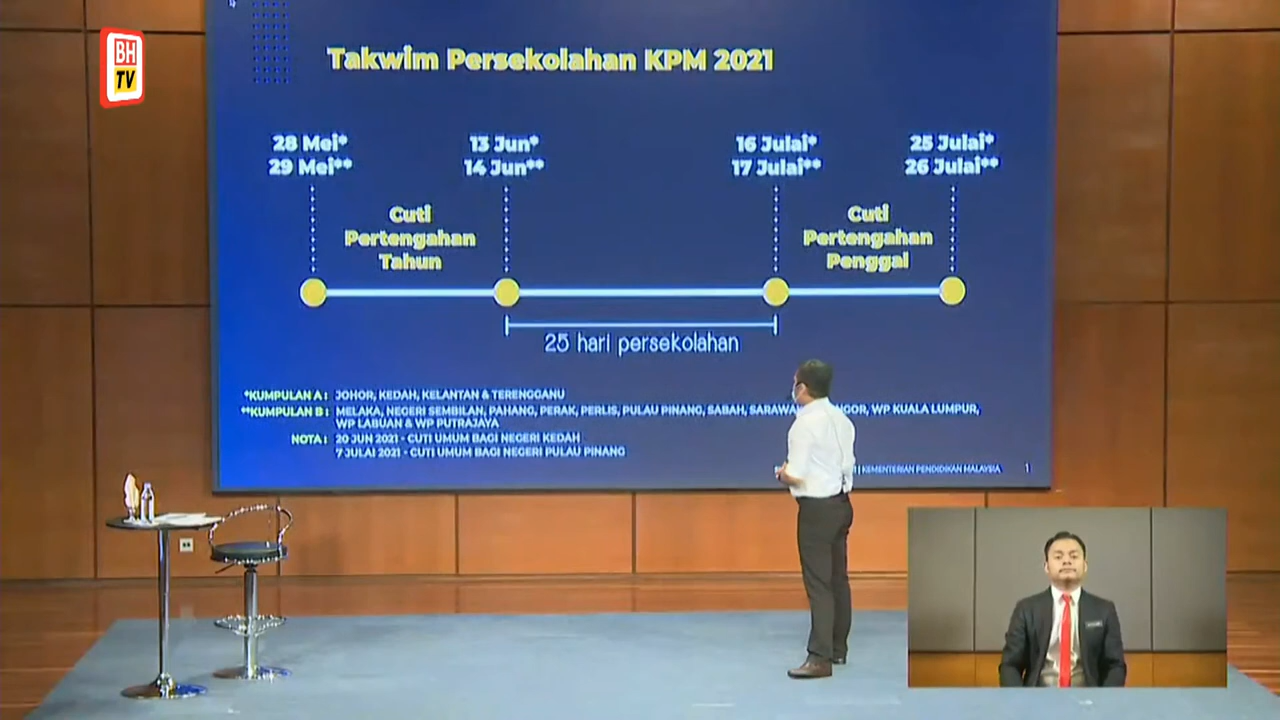 BH
TV
Takwim Persekolahan KPM 2021
28 Mei* 13 Jun* 16 Julai* 25 Julai*
29 Mei** 14 Jun** 17 Julai** 26 Julai**
Cuti
Pertengahan
Tahun
Cuti
Pertengahan
Penggal
25 hari persekolahan
*KUMPULAN A : JOHOR, KEDAH, KELANTAN & TERENGGANU
**KUMPULAN B : MELAKA, NEGERI SEMBILAN, PAHANG, PERAK, PERLIS, PULAU PINANG, SABAH, WP KUALA LUMPUR,
WP LABUAN & WP PUTRAJAYA
NOTA : 20 JUN 2021 - CUTI UMUM BAGI NEGERI KEDAH
7 JULAI 2021 - CUTI UMUM BAGI NEGERI PULAU PINANG
| KEMENTERIAN PENDIDIKAN MALAYSIA 1